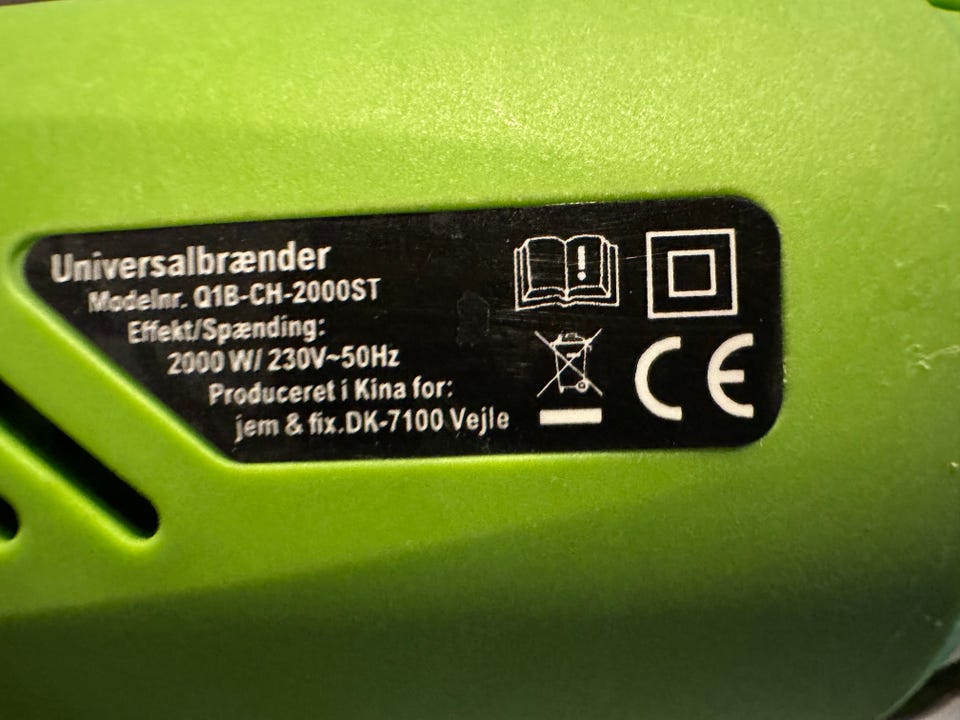 Universalbrænder
Modelnr. Q1B-CH-2000ST
Effekt/Spænding:
2000 W/ 230V~50Hz
Produceret i Kina for:
jem & fix.DK-7100 Vejle
CE